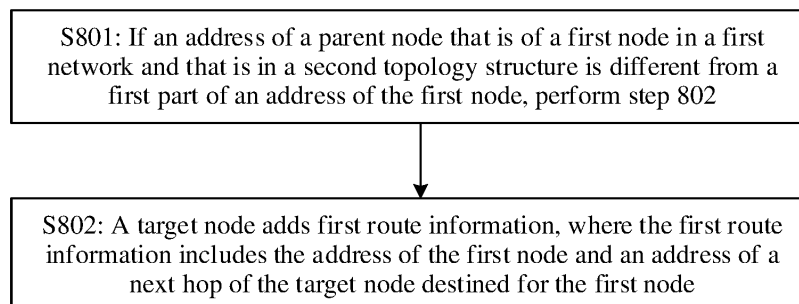 S801: If an address of a parent node that is of a first node in a first
network and that is in a second topology structure is different from a
first part of an address of the first node, perform step 802
S802: A target node adds first route information, where the first route
information includes the address of the first node and an address of a
next hop of the target node destined for the first node